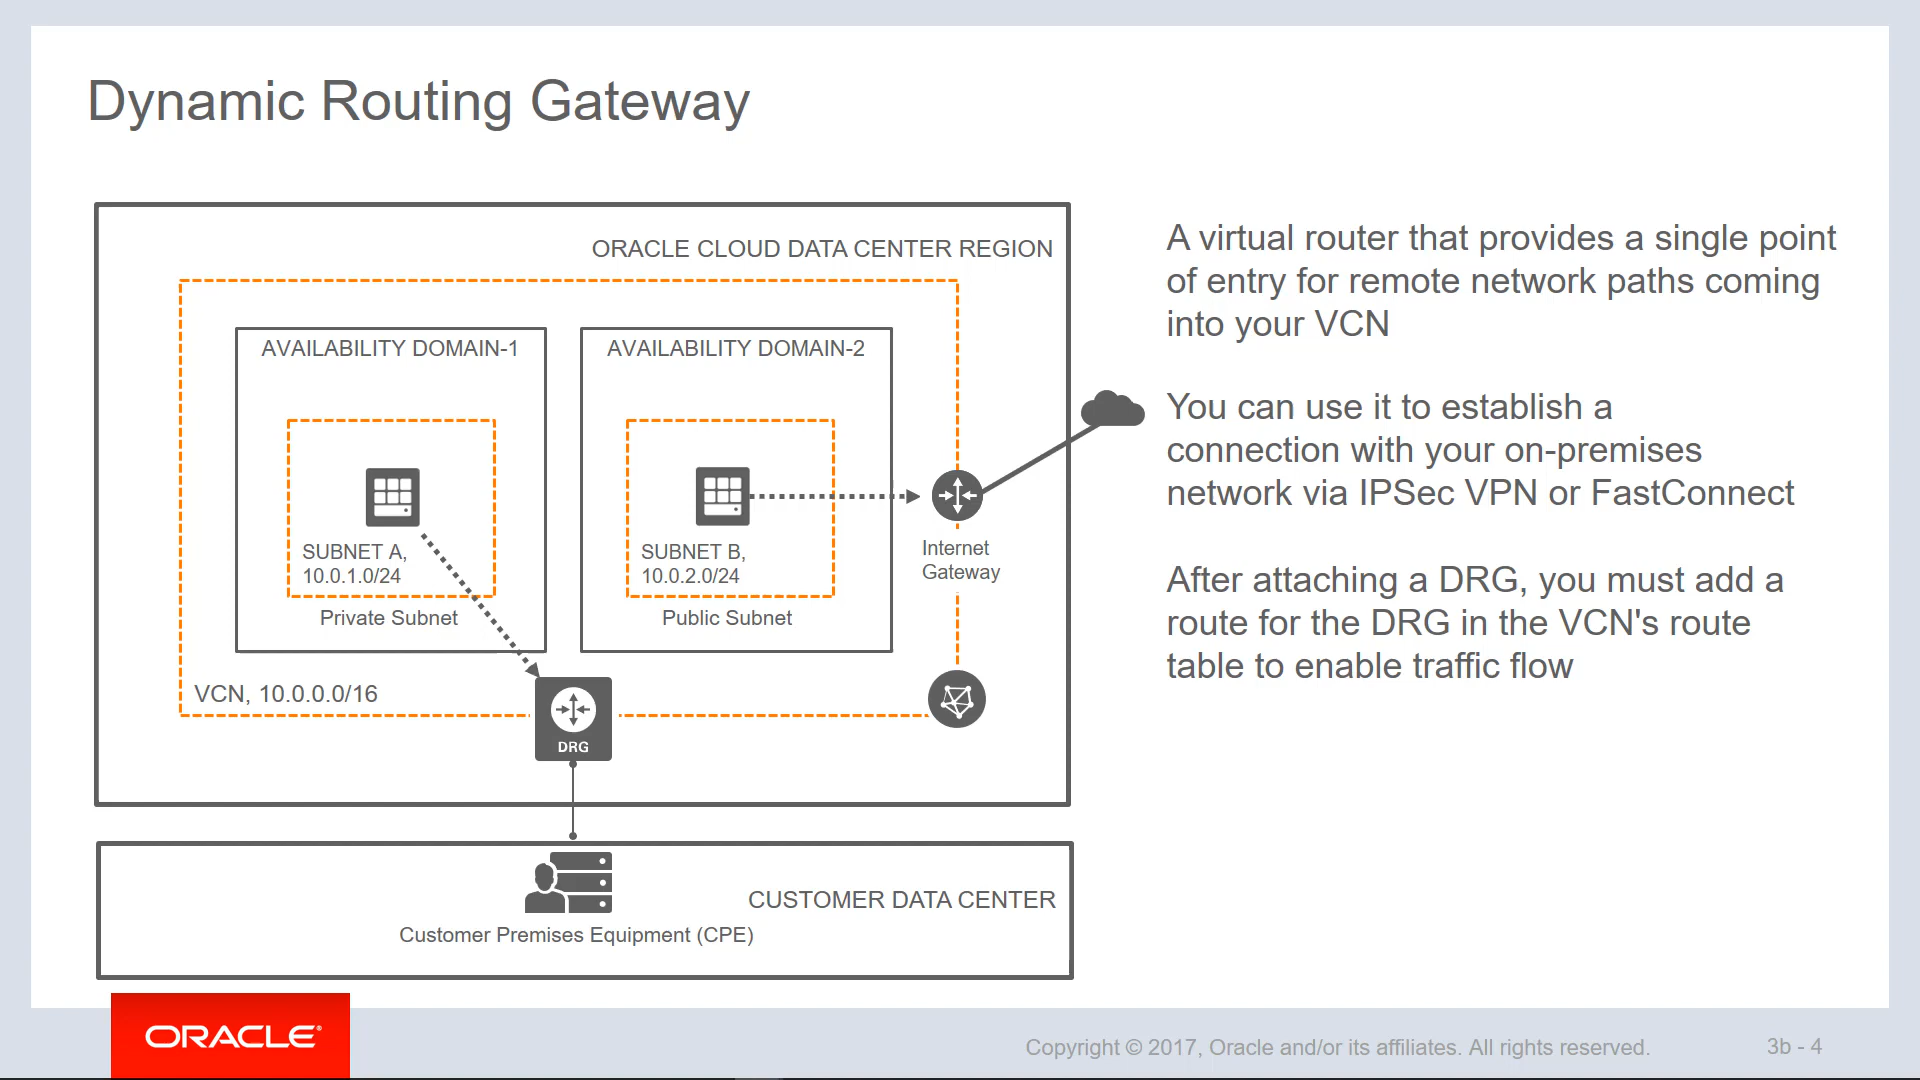 Dynamic Routing Gateway
ORACLE CLOUD DATA CENTER REGION
AVAILABILITY DOMAIN-1
AVAILABILITY DOMAIN-2
SUBNET A,
10.0.1.0/24
Private Subnet
SUBNET B,
10.0.2.0/24
Public Subnet
Internet
Gateway
VCN, 10.0.0.0/16
DRG
CUSTOMER DATA CENTER
Customer Premises Equipment (CPE)
A virtual router that provides a single point
of entry for remote network paths coming
into your VCN
You can use it to establish a
connection with your on-premises
network via IPSec VPN or FastConnect
After attaching a DRG, you must add a
route for the DRG in the VCN's route
table to enable traffic flow
ORACLE®
Copyright © 2017, Oracle and/or its affiliates. All rights reserved.
3b - 4